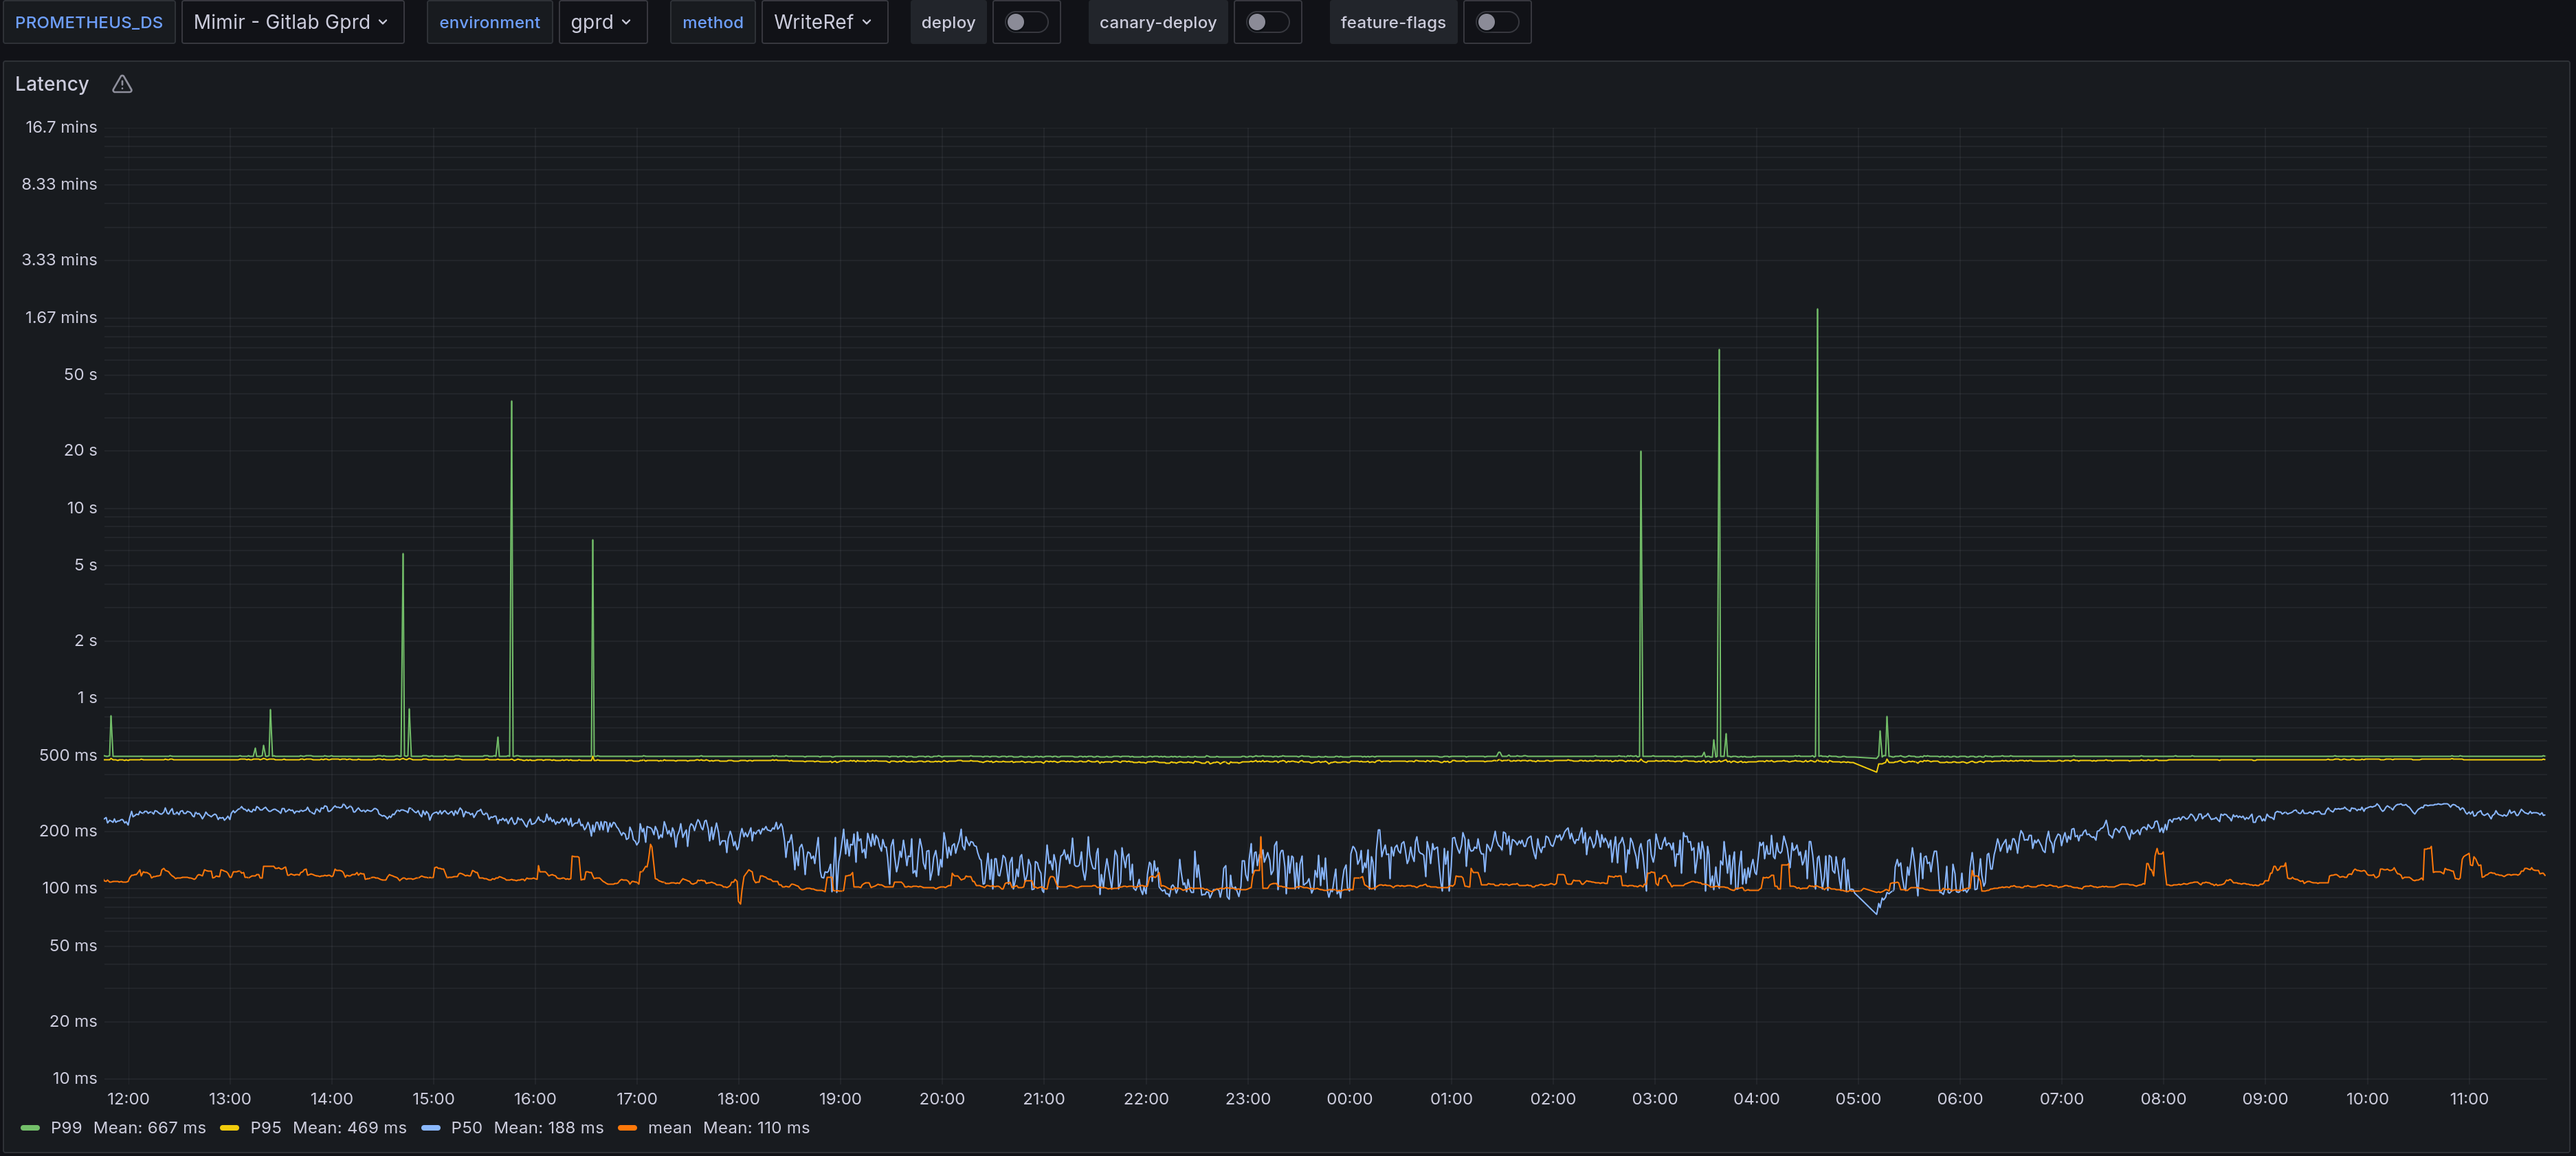 PROMETHEUS_DS Mimir - Gitlab Gprd environment gprd method WriteRef deploy canary-deploy feature-flags
Latency
16.7 mins
8.33 mins
3.33 mins
1.67 mins
50 s
20 s
10 s
5 s
2 s
1 s
500 ms
200 ms
100 ms
50 ms
20 ms
10 ms
12:00 13:00 14:00 15:00 16:00 17:00 18:00 19:00 20:00 21:00 22:00 23:00 00:00 01:00 02:00 03:00 04:00 05:00 06:00 07:00 08:00 09:00 10:00 11:00
P99 Mean: 667 ms P95 Mean: 469 ms P50 Mean: 188 ms mean Mean: 110 ms